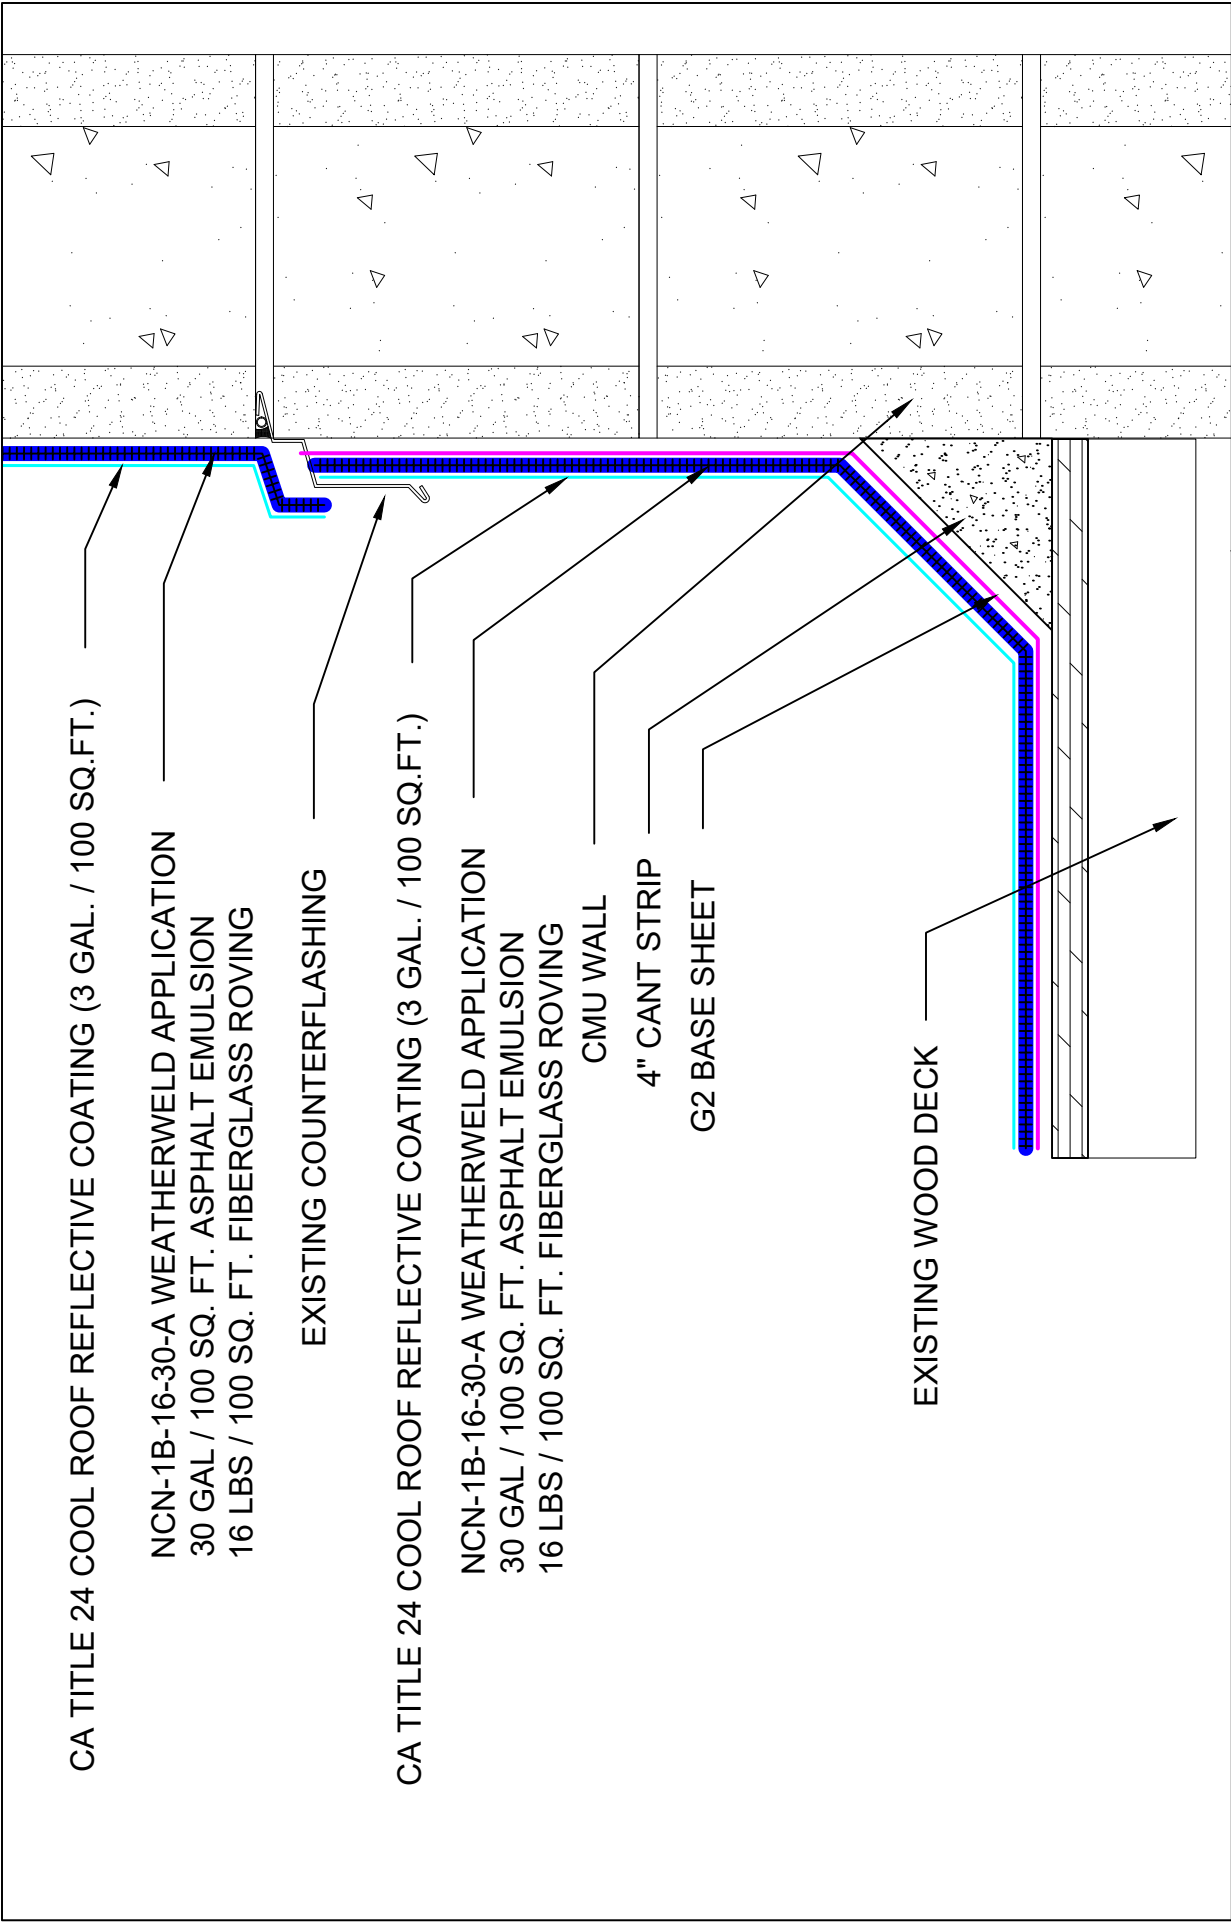 CA TITLE 24 COOL ROOF REFLECTIVE COATING (3 GAL. / 100 SQ.FT.)
NCN-1B-16-30-A WEATHERWELD APPLICATION
30 GAL / 100 SQ. FT. ASPHALT EMULSION
16 LBS / 100 SQ. FT. FIBERGLASS ROVING
EXISTING COUNTERFLASHING
CA TITLE 24 COOL ROOF REFLECTIVE COATING (3 GAL. / 100 SQ.FT.)
NCN-1B-16-30-A WEATHERWELD APPLICATION
30 GAL / 100 SQ. FT. ASPHALT EMULSION
16 LBS / 100 SQ. FT. FIBERGLASS ROVING
CMU WALL
4" CANT STRIP
G2 BASE SHEET
EXISTING WOOD DECK